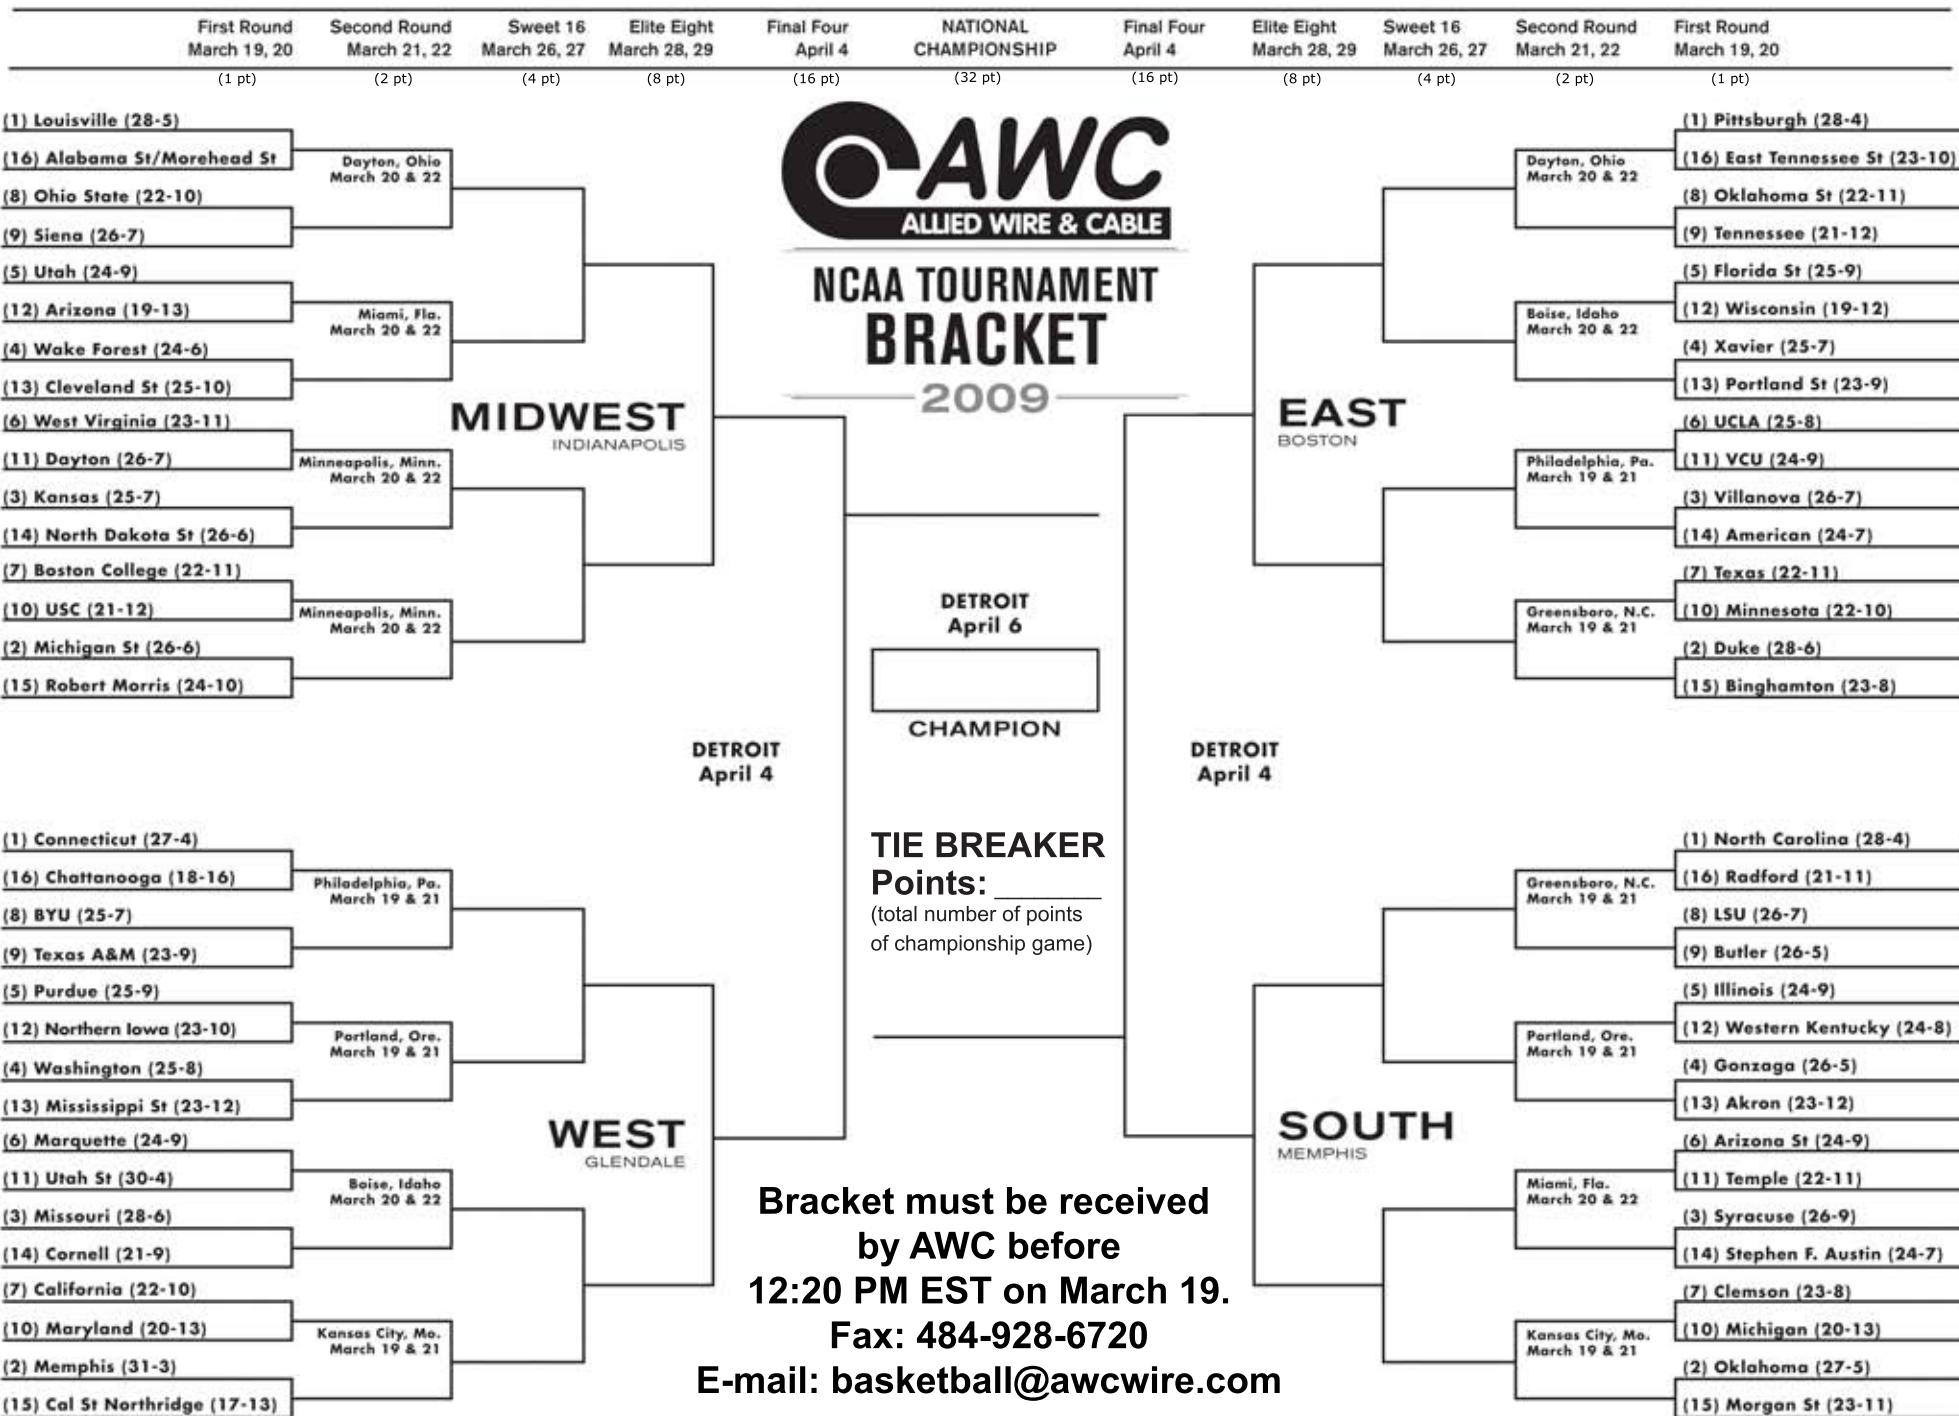 First Round Second Round Sweet 16 Elite Eight Final Four NATIONAL Final Four Elite Eight Sweet 16 Second Round First Round
March 19, 20 March 21, 22 March 26, 27 March 28, 29 April 4 CHAMPIONSHIP April 4 March 28, 29 March 26, 27 March 21, 22 March 19, 20
(1 pt) (2 pt) (4 pt) (8 pt) (16 pt) (32 pt) (16 pt) (8 pt) (4 pt) (2 pt) (1 pt)
(1) Louisville (28-5)
(16) Alabama St/Morehead St
Dayton, Ohio
March 20 & 22
(8) Ohio State (22-10)
(9) Siena (26-7)
(5) Utah (24-9)
(12) Arizona (19-13)
Miami, Fla.
March 20 & 22
(4) Wake Forest (24-6)
(13) Cleveland St (25-10)
MIDWEST
INDIANAPOLIS
(6) West Virginia (23-11)
(11) Dayton (26-7)
Minneapolis, Minn.
March 20 & 22
(3) Kansas (25-7)
(14) North Dakota St (26-6)
(7) Boston College (22-11)
(10) USC (21-12)
Minneapolis, Minn.
March 20 & 22
(2) Michigan St (26-6)
(15) Robert Morris (24-10)
DETROIT
April 4
(1) Connecticut (27-4)
(16) Chattanooga (18-16)
Philadelphia, Pa.
March 19 & 21
(8) BYU (25-7)
(9) Texas A&M (23-9)
(5) Purdue (25-9)
(12) Northern Iowa (23-10)
Portland, Ore.
March 19 & 21
(4) Washington (25-8)
(13) Mississippi St (23-12)
WEST
GLENDALE
(6) Marquette (24-9)
(11) Utah St (30-4)
Boise, Idaho
March 20 & 22
(3) Missouri (28-6)
(14) Cornell (21-9)
(7) California (22-10)
(10) Maryland (20-13)
Kansas City, Mo.
March 19 & 21
(2) Memphis (31-3)
(15) Cal St Northridge (17-13)
AWC
ALLIED WIRE & CABLE
NCAA TOURNAMENT
BRACKET
2009
DETROIT
April 6
CHAMPION
TIE BREAKER
Points: ______
(total number of points
of championship game)
Bracket must be received
by AWC before
12:20 PM EST on March 19.
Fax: 484-928-6720
E-mail: basketball@awcwire.com
(1) Pittsburgh (28-4)
(16) East Tennessee St (23-10)
Dayton, Ohio
March 20 & 22
(8) Oklahoma St (22-11)
(9) Tennessee (21-12)
(5) Florida St (25-9)
(12) Wisconsin (19-12)
Boise, Idaho
March 20 & 22
(4) Xavier (25-7)
(13) Portland St (23-9)
EAST
BOSTON
(6) UCLA (25-8)
(11) VCU (24-9)
Philadelphia, Pa.
March 19 & 21
(3) Villanova (26-7)
(14) American (24-7)
(7) Texas (22-11)
(10) Minnesota (22-10)
Greensboro, N.C.
March 19 & 21
(2) Duke (28-6)
(15) Binghamton (23-8)
DETROIT
April 4
(1) North Carolina (28-4)
(16) Radford (21-11)
Greensboro, N.C.
March 19 & 21
(8) LSU (26-7)
(9) Butler (26-5)
(5) Illinois (24-9)
(12) Western Kentucky (24-8)
Portland, Ore.
March 19 & 21
(4) Gonzaga (26-5)
(13) Akron (23-12)
SOUTH
MEMPHIS
(6) Arizona St (24-9)
(11) Temple (22-11)
Miami, Fla.
March 20 & 22
(3) Syracuse (26-9)
(14) Stephen F. Austin (24-7)
(7) Clemson (23-8)
(10) Michigan (20-13)
Kansas City, Mo.
March 19 & 21
(2) Oklahoma (27-5)
(15) Morgan St (23-11)